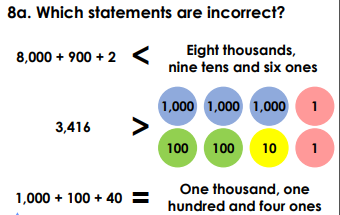 8a. Which statements are incorrect?
8,000 + 900 + 2 < Eight thousands,
nine tens and six ones
1,000 1,000 1,000 1
3,416 >
100 100 10 1
1,000 + 100 + 40 = One thousand, one
hundred and four ones